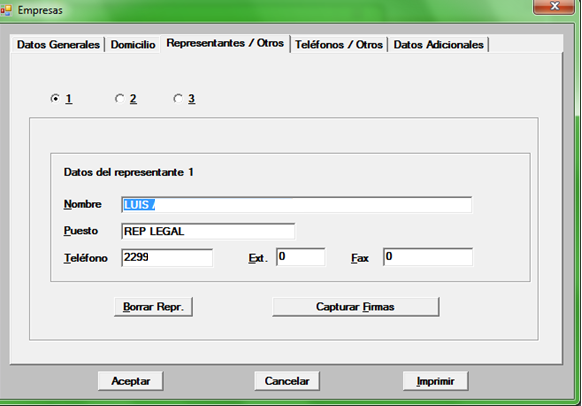 Empresas
Datos Generales Domicilio Representantes / Otros Teléfonos / Otros Datos Adicionales
1 2 3
Datos del representante 1
Nombre LUIS
Puesto REP LEGAL
Teléfono 2299 Ext. 0 Fax 0
Borrar Repr. Capturar Firmas
Aceptar Cancelar Imprimir